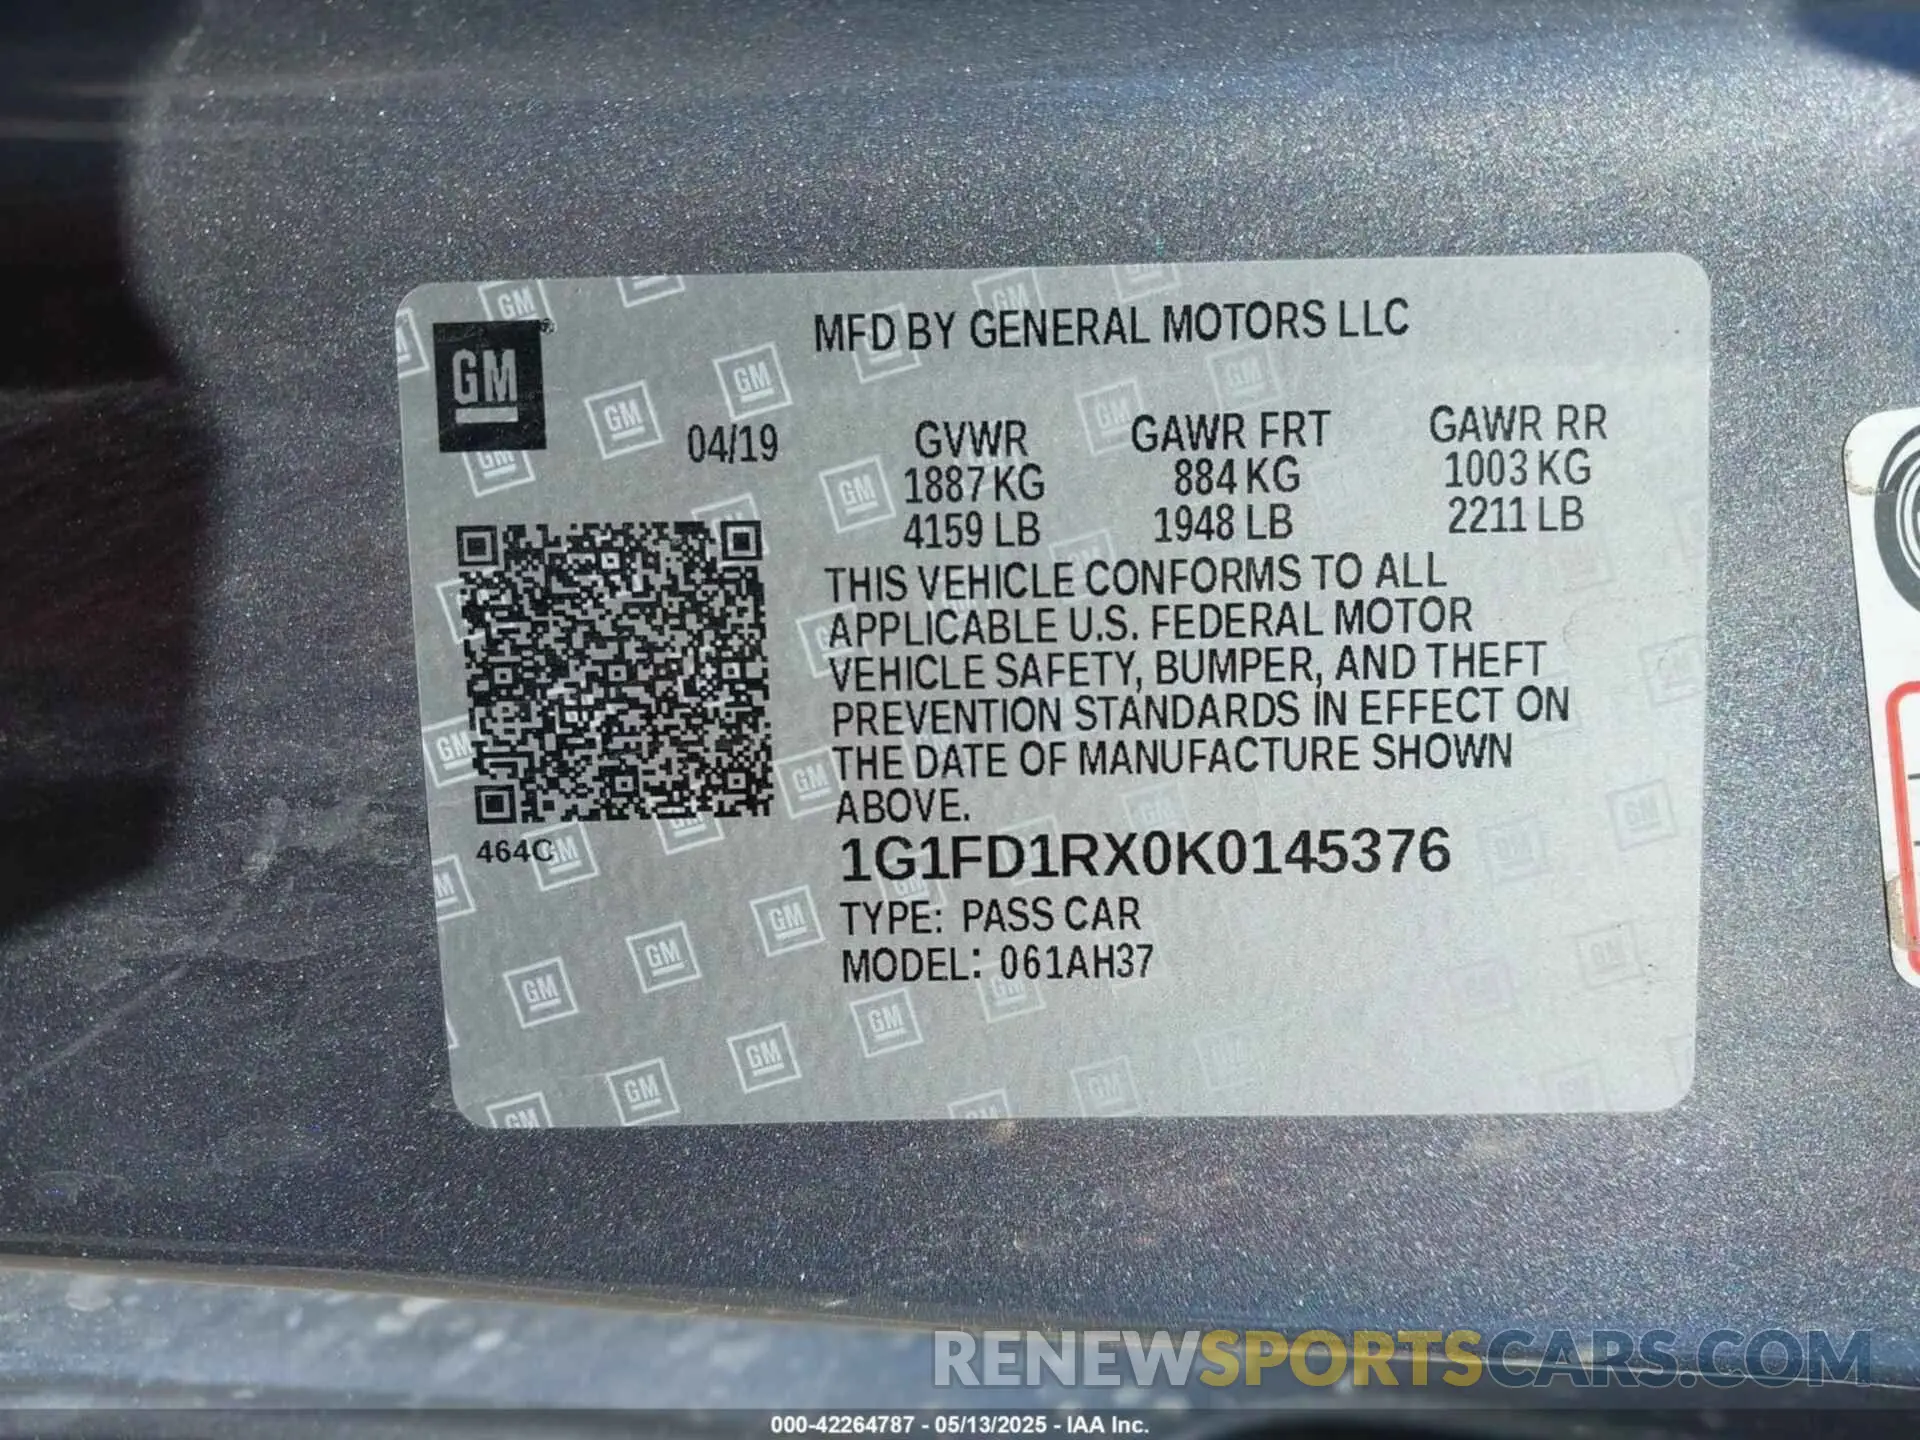 GM
MFD BY GENERAL MOTORS LLC
04/19
GVWR GAWR FRT GAWR RR
1887 KG 884 KG 1003 KG
4159 LB 1948 LB 2211 LB
THIS VEHICLE CONFORMS TO ALL
APPLICABLE U.S. FEDERAL MOTOR
VEHICLE SAFETY, BUMPER, AND THEFT
PREVENTION STANDARDS IN EFFECT ON
THE DATE OF MANUFACTURE SHOWN
ABOVE.
464C
1G1FD1RX0K0145376
TYPE: PASS CAR
MODEL: 061AH37
RENEWSPORTSCARS.COM
000-42264787 - 05/13/2025 - IAA Inc.